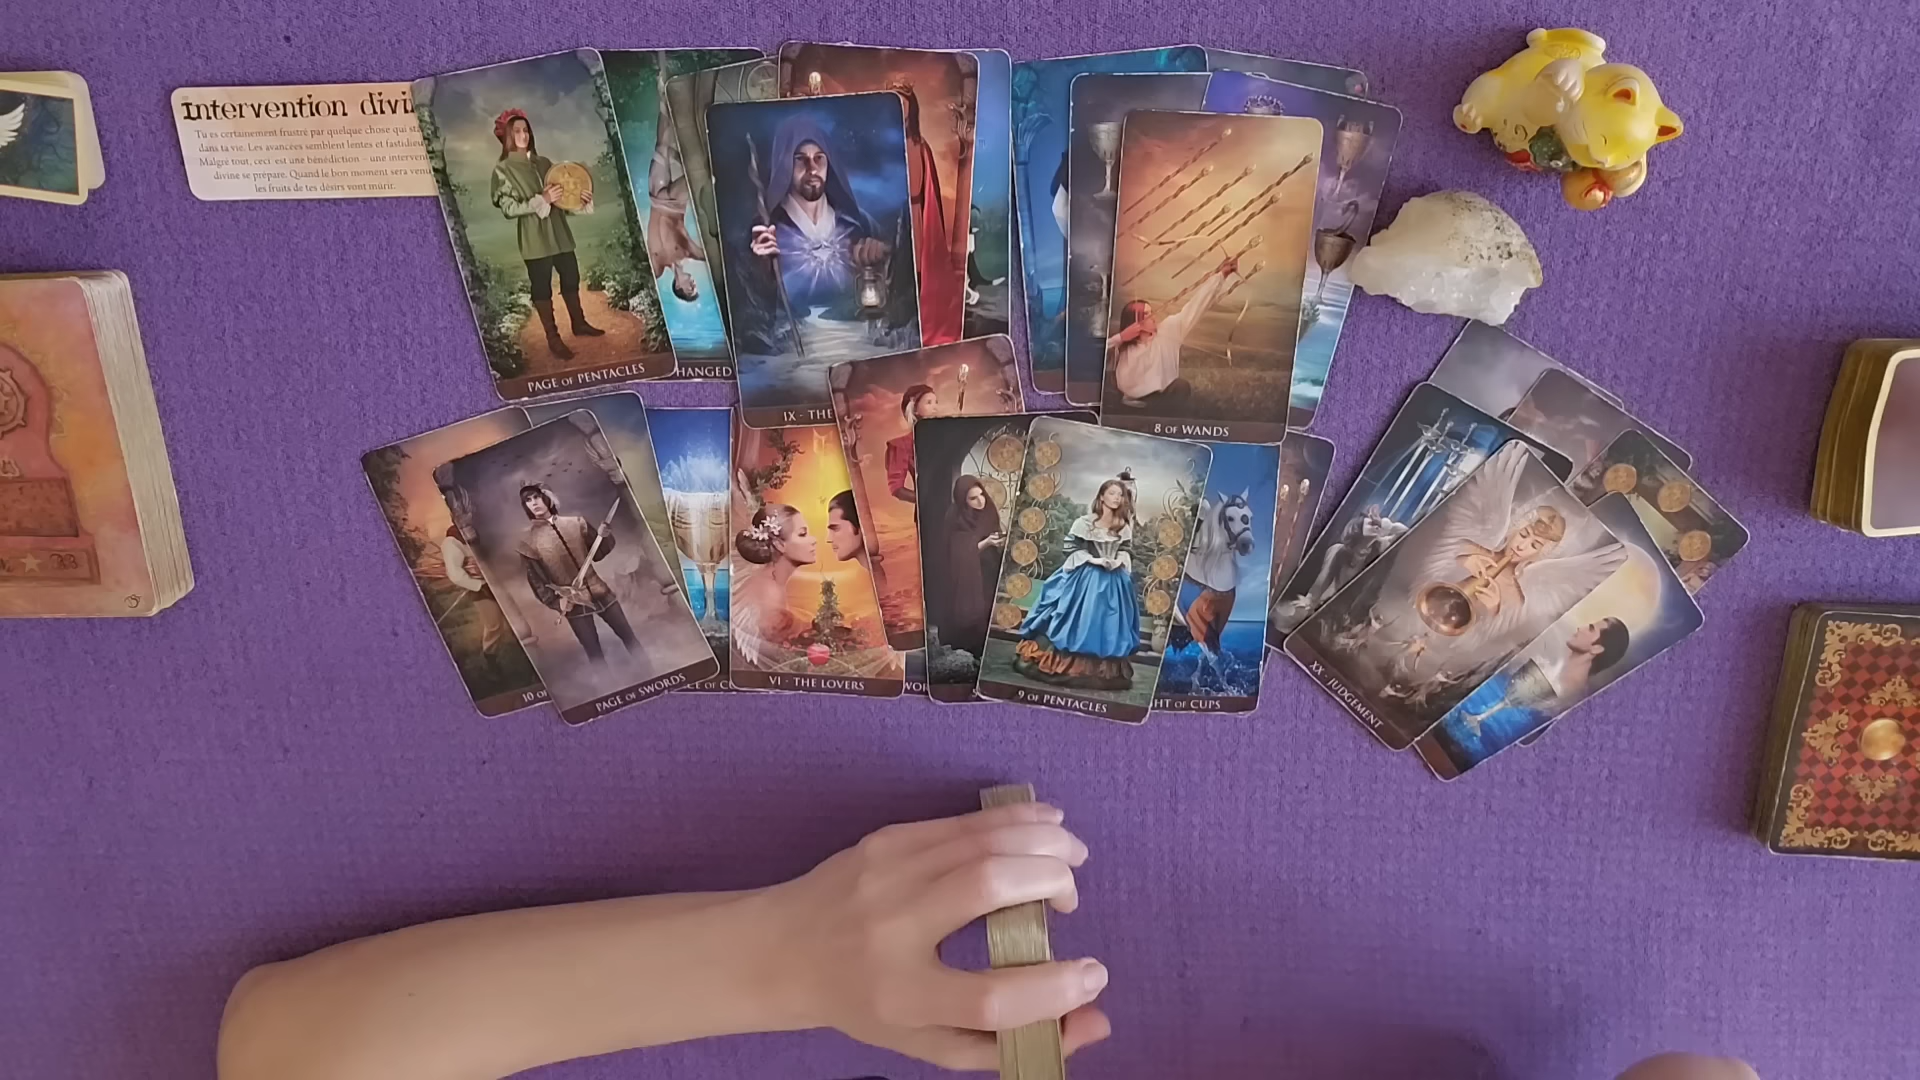 Intervention divi
Tu es certainement frustré par quelque chose qui
dans ta vie. Les avancées semblent lentes et
Malgré tout, ceci est une bénédiction – une
divine se prépare. Quand le bon moment sera
les fruits de tes désirs vont mûrir.
PAGE OF PENTACLES
HANGED
IX - THE
8 OF WANDS
10
PAGE OF SWORDS
VI - THE LOVERS
9 OF PENTACLES
HT OF CUPS
XX - JUDGEMENT
33